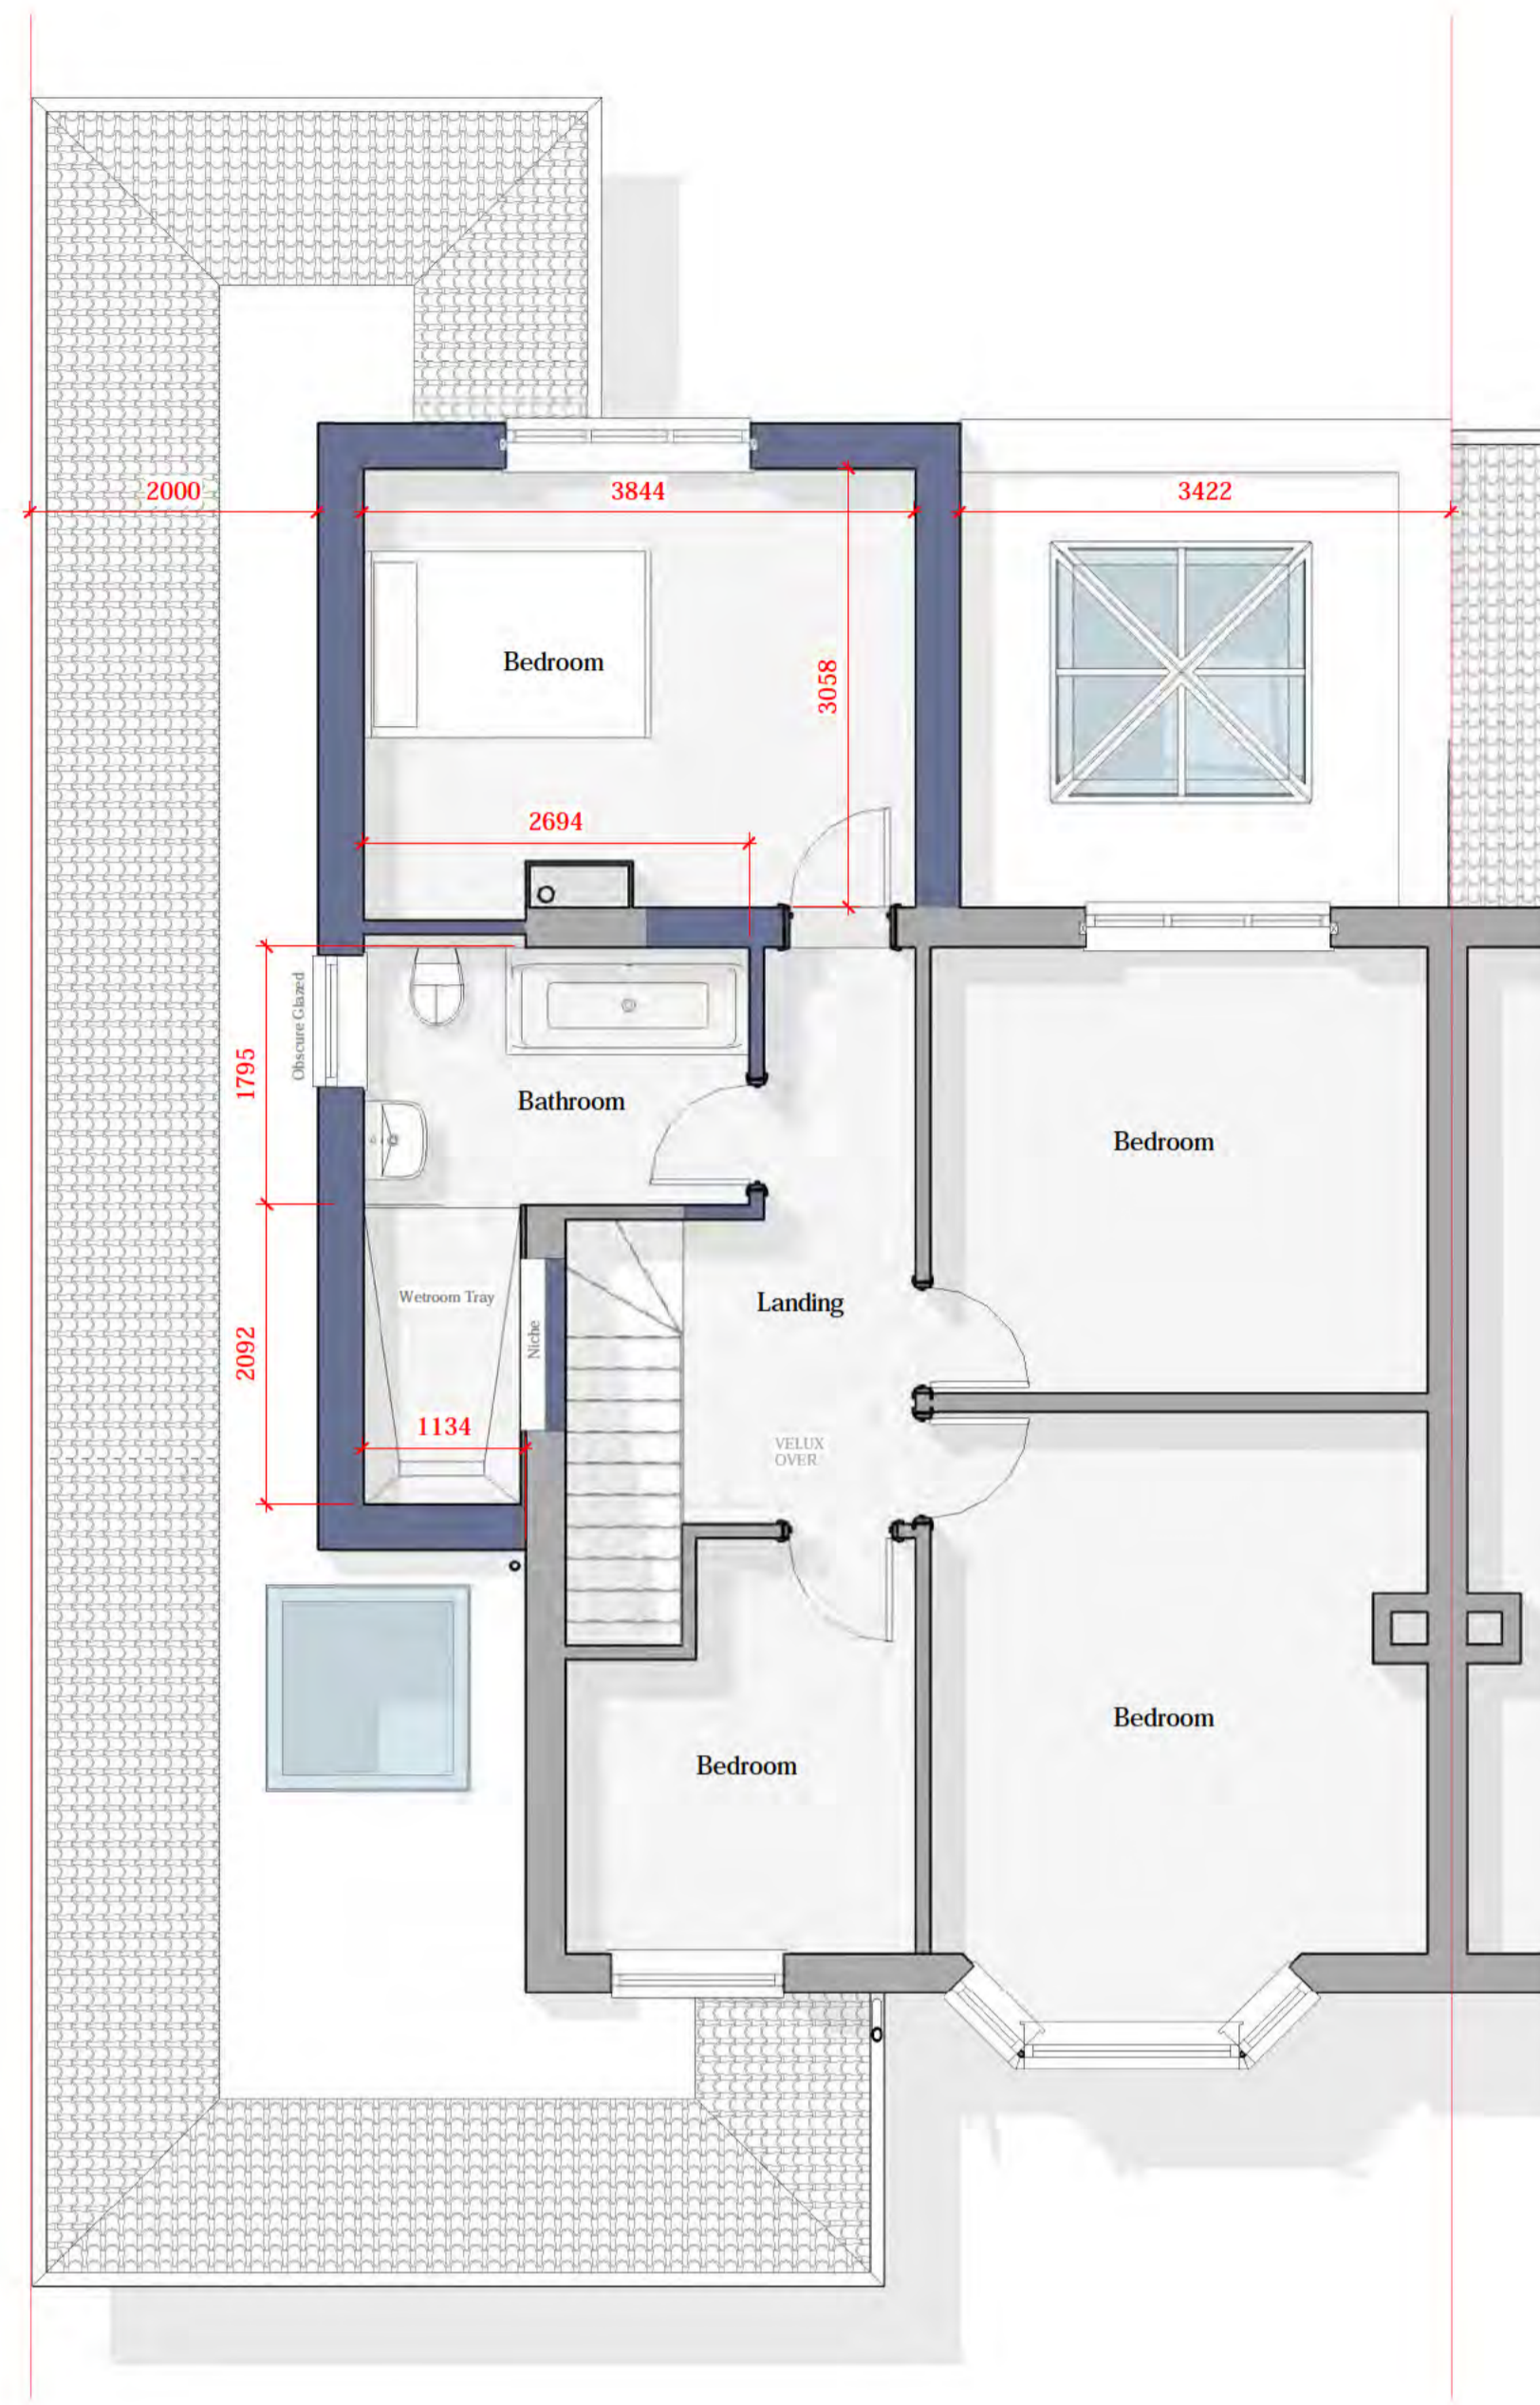 2000
3844
3422
Bedroom
3058
2694
Obscure Glazed
1795
Bathroom
Bedroom
Wetroom Tray
Landing
Niche
2092
1134
VELUX
OVER
Bedroom
Bedroom